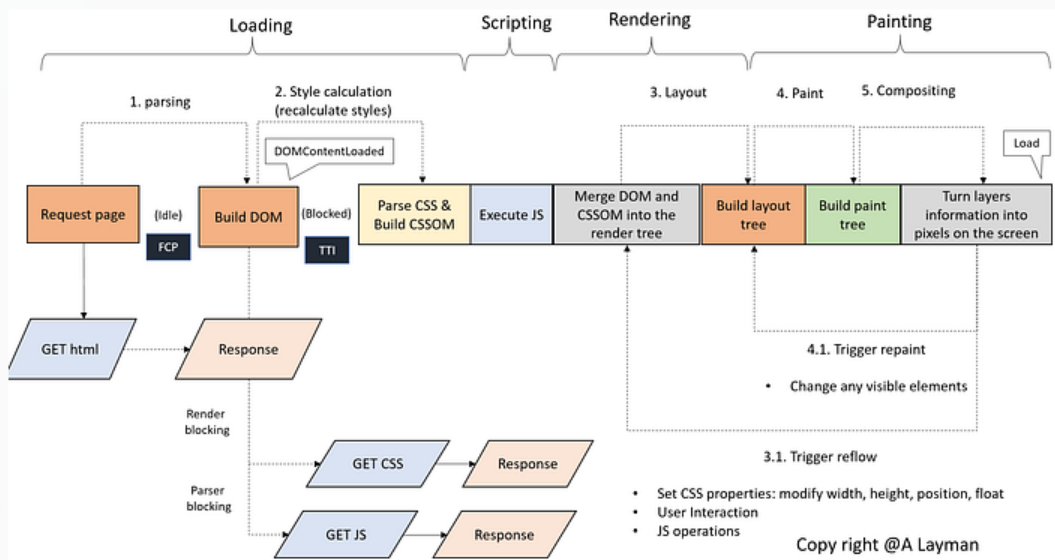 Loading
Scripting
Rendering
Painting
1. parsing
2. Style calculation
(recalculate styles)
3. Layout
4. Paint
5. Compositing
DOMContentLoaded
Load
Request page
(Idle)
FCP
Build DOM
(Blocked)
TTI
Parse CSS &
Build CSSOM
Execute JS
Merge DOM and
CSSOM into the
render tree
Build layout
tree
Build paint
tree
Turn layers
information into
pixels on the screen
GET html
Response
4.1. Trigger repaint
• Change any visible elements
Render
blocking
GET CSS
Response
3.1. Trigger reflow
Parser
blocking
• Set CSS properties: modify width, height, position, float
• User Interaction
• JS operations
GET JS
Response
Copy right @A Layman